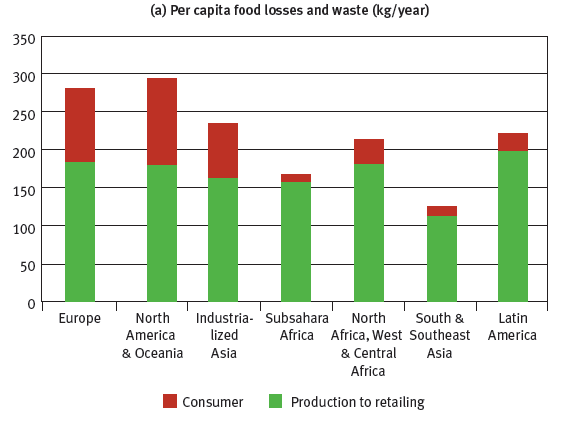 (a) Per capita food losses and waste (kg/year)
350
300
250
200
150
100
50
0
Europe
North
America
& Oceania
Industria-
lized
Asia
Subsahara
Africa
North
Africa, West
& Central
Africa
South &
Southeast
Asia
Latin
America
Consumer
Production to retailing